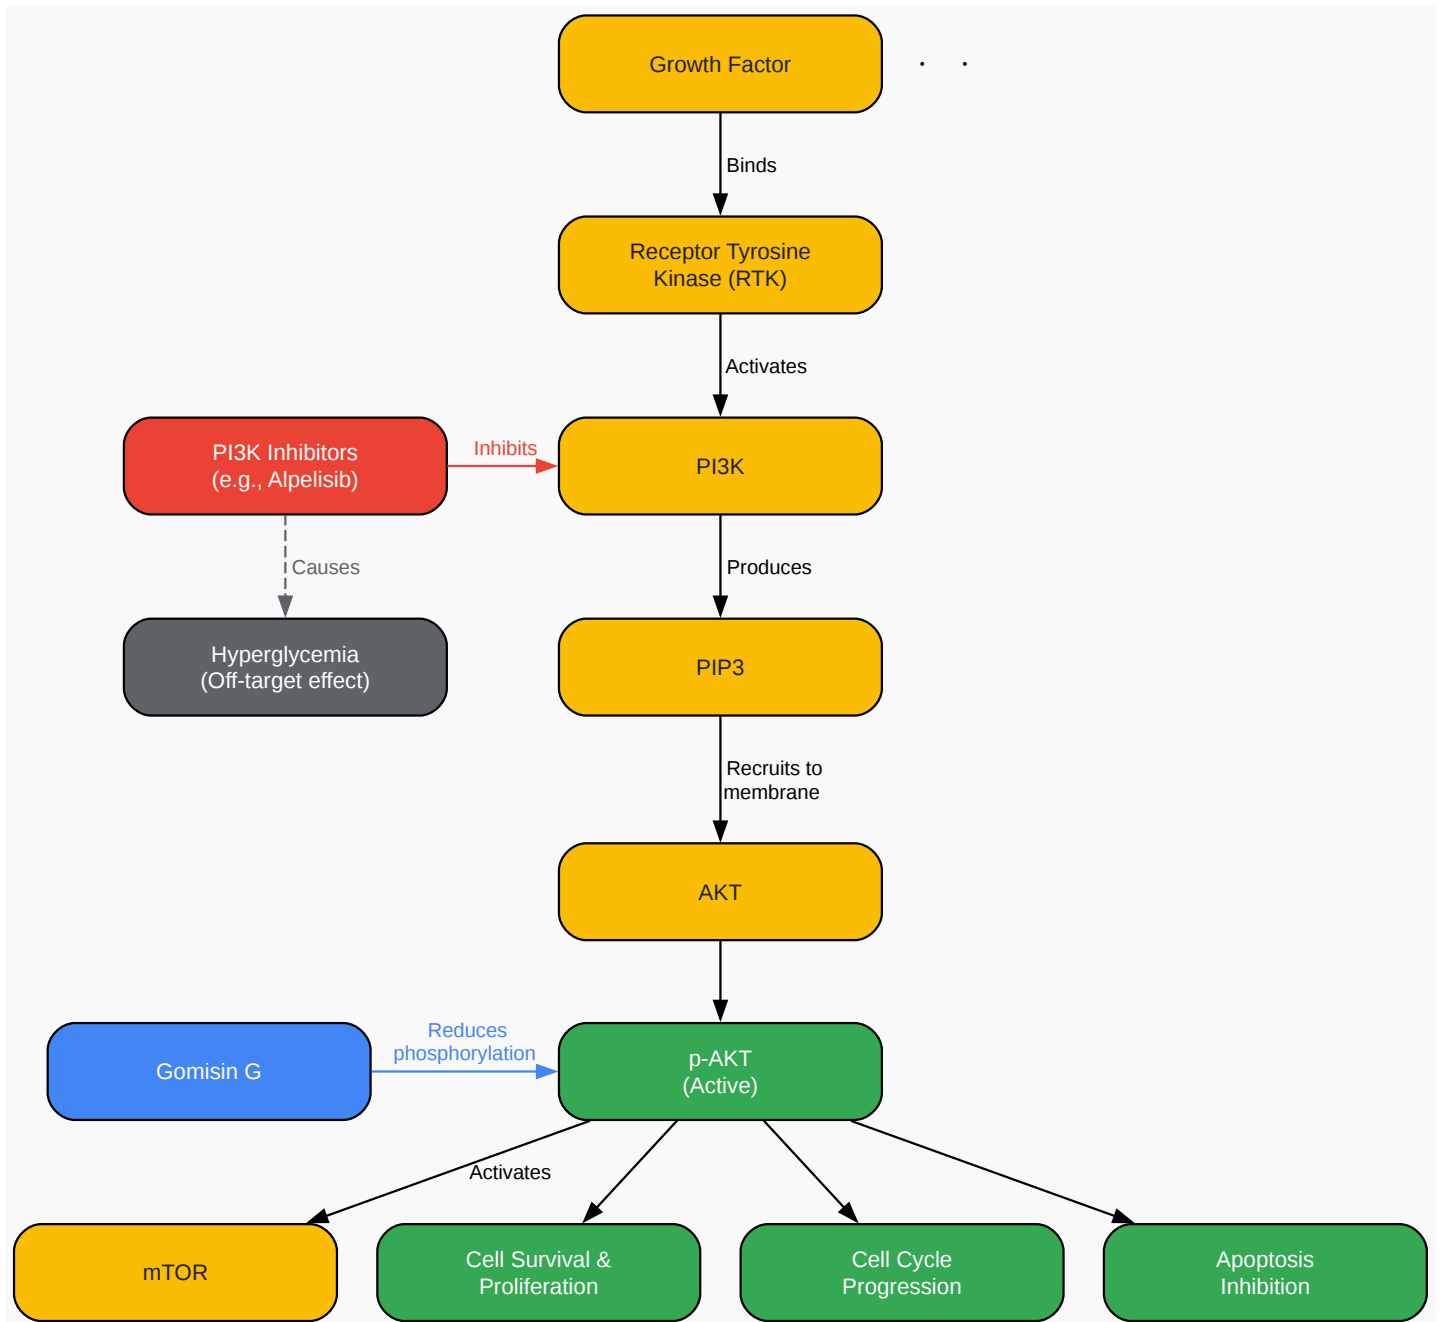 Growth Factor
Binds
Receptor Tyrosine
Kinase (RTK)
Activates
PI3K Inhibitors
(e.g., Alpelisib)
Inhibits
PI3K
Causes
Produces
Hyperglycemia
(Off-target effect)
PIP3
Recruits to
membrane
AKT
Gomisin G
Reduces
phosphorylation
p-AKT
(Active)
Activates
mTOR
Cell Survival &
Proliferation
Cell Cycle
Progression
Apoptosis
Inhibition